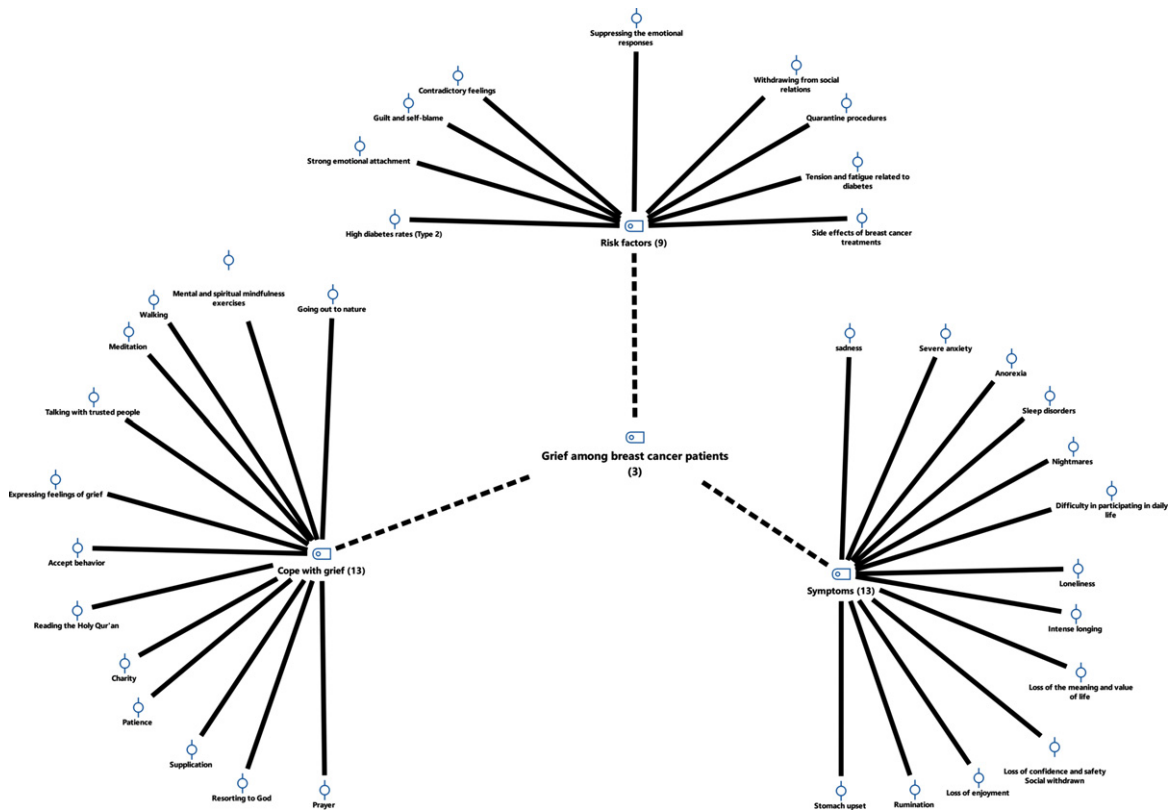 Suppressing the emotional
responses
Contradictory feelings
Withdrawing from social
relations
Guilt and self-blame
Quarantine procedures
Strong emotional attachment
Tension and fatigue related to
diabetes
High diabetes rates (Type 2)
Side effects of breast cancer
treatments
Risk factors (9)
Mental and spiritual mindfulness
exercises
Going out to nature
Walking
Meditation
Talking with trusted people
Expressing feelings of grief
Accept behavior
Cope with grief (13)
Reading the Holy Qur'an
Charity
Patience
Supplication
Resorting to God
Prayer
Grief among breast cancer patients
(3)
sadness
Severe anxiety
Anorexia
Sleep disorders
Nightmares
Difficulty in participating in daily
life
Loneliness
Symptoms (13)
Intense longing
Loss of the meaning and value
of life
Loss of confidence and safety
Social withdrawn
Loss of enjoyment
Rumination
Stomach upset